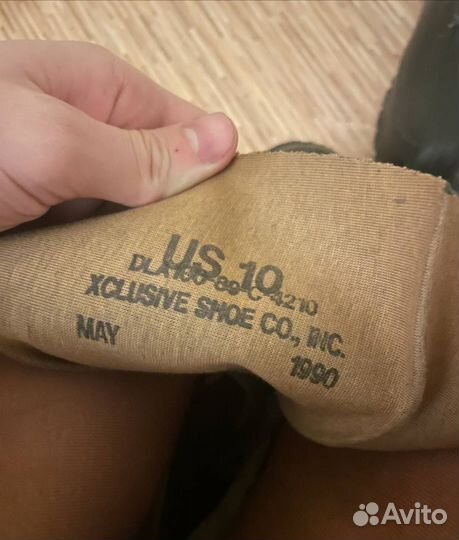 US 10
DLA100-89-C-4210
XCLUSIVE SHOE CO., INC.
MAY 1990
Avito